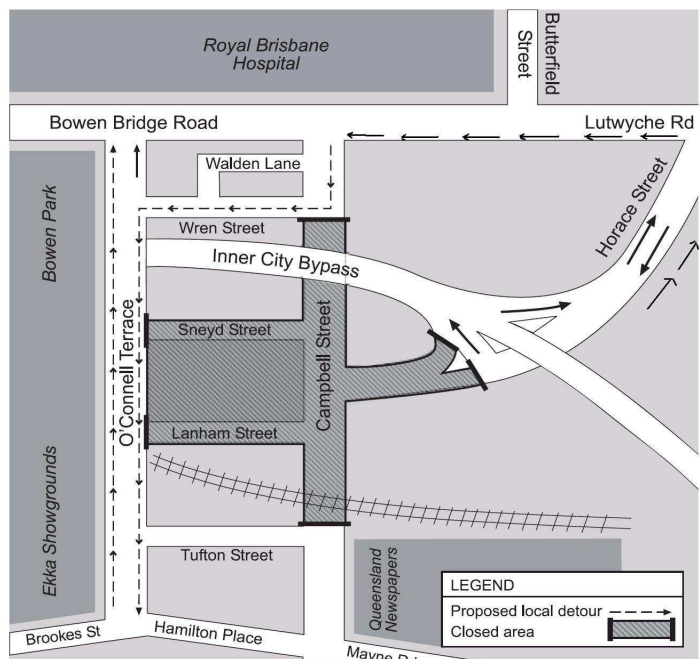 Royal Brisbane
Hospital
Butterfield
Street
Bowen Bridge Road
Lutwyche Rd
Walden Lane
Bowen Park
Wren Street
Horace Street
Inner City Bypass
Sneyd Street
O'Connell Terrace
Campbell Street
Lanham Street
Ekka Showgrounds
Tufton Street
Queensland
Newspapers
LEGEND
Proposed local detour
Closed area
Brookes St
Hamilton Place